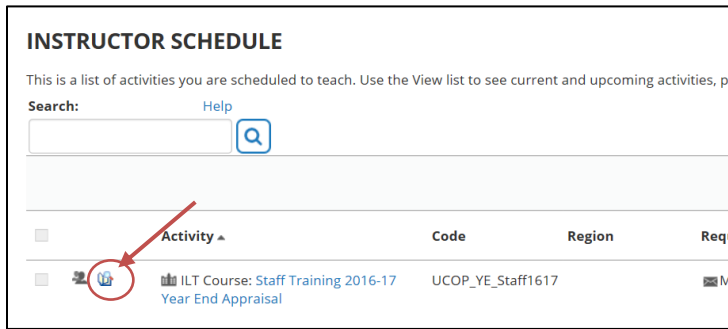 INSTRUCTOR SCHEDULE
This is a list of activities you are scheduled to teach. Use the View list to see current and upcoming activities, p
Search: Help
Activity Code Region Requ
ILT Course: Staff Training 2016-17 UCOP_YE_Staff1617 M
Year End Appraisal